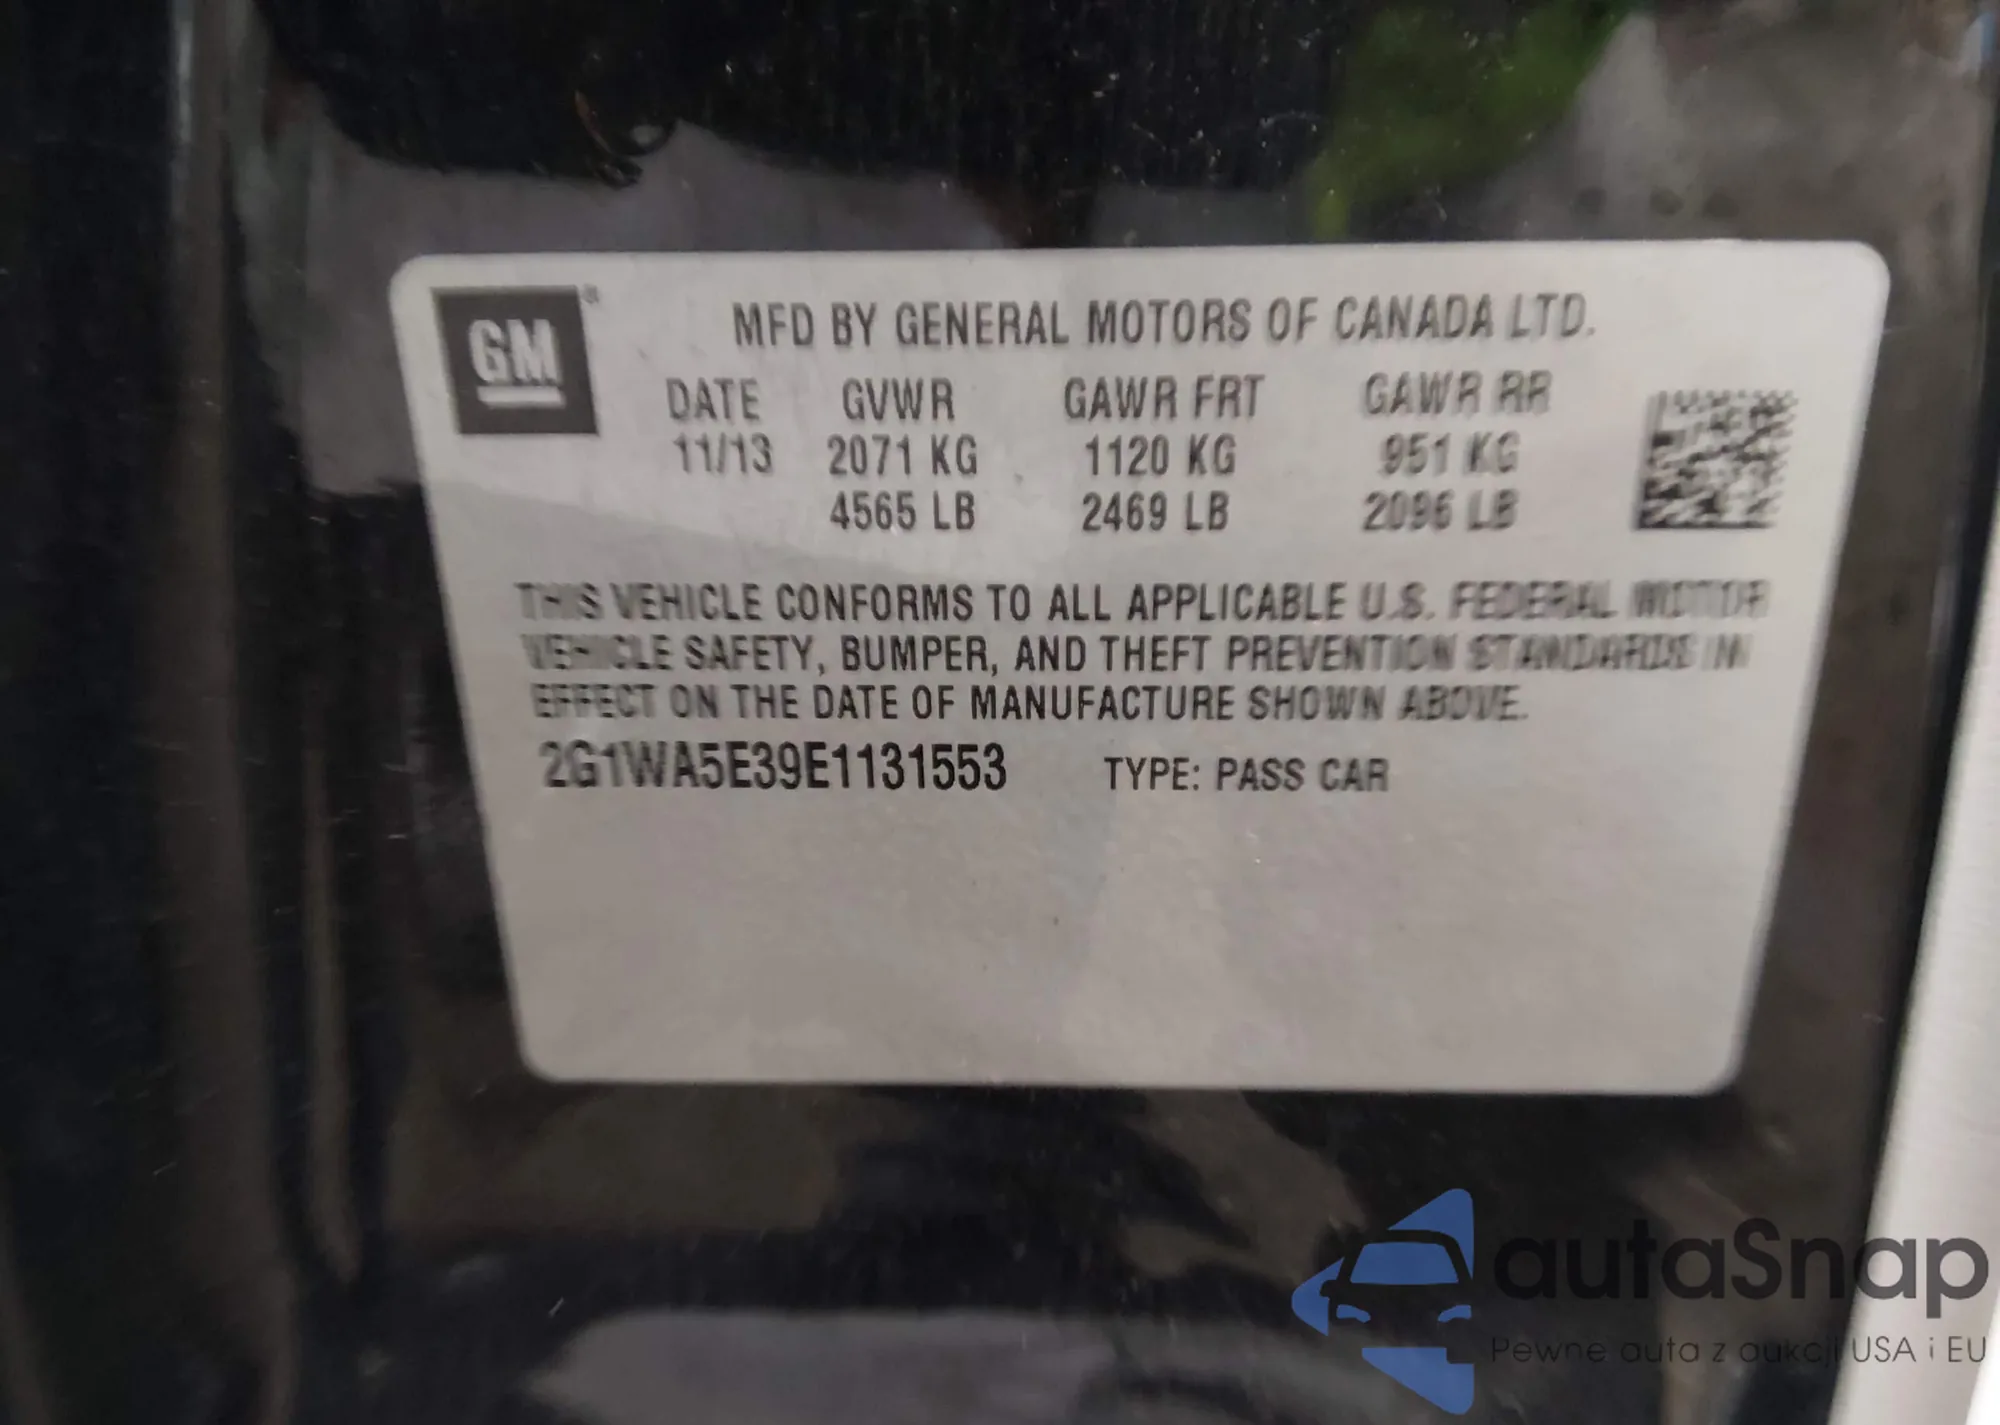 GM ®
MFD BY GENERAL MOTORS OF CANADA LTD.
DATE GVWR GAWR FRT GAWR RR
11/13 2071 KG 1120 KG 951 KG
4565 LB 2469 LB 2096 LB
THIS VEHICLE CONFORMS TO ALL APPLICABLE U.S. FEDERAL MOTOR
VEHICLE SAFETY, BUMPER, AND THEFT PREVENTION STANDARDS IN
EFFECT ON THE DATE OF MANUFACTURE SHOWN ABOVE.
2G1WA5E39E1131553 TYPE: PASS CAR
autaSnap
Pewne auta z aukcji USA i EU